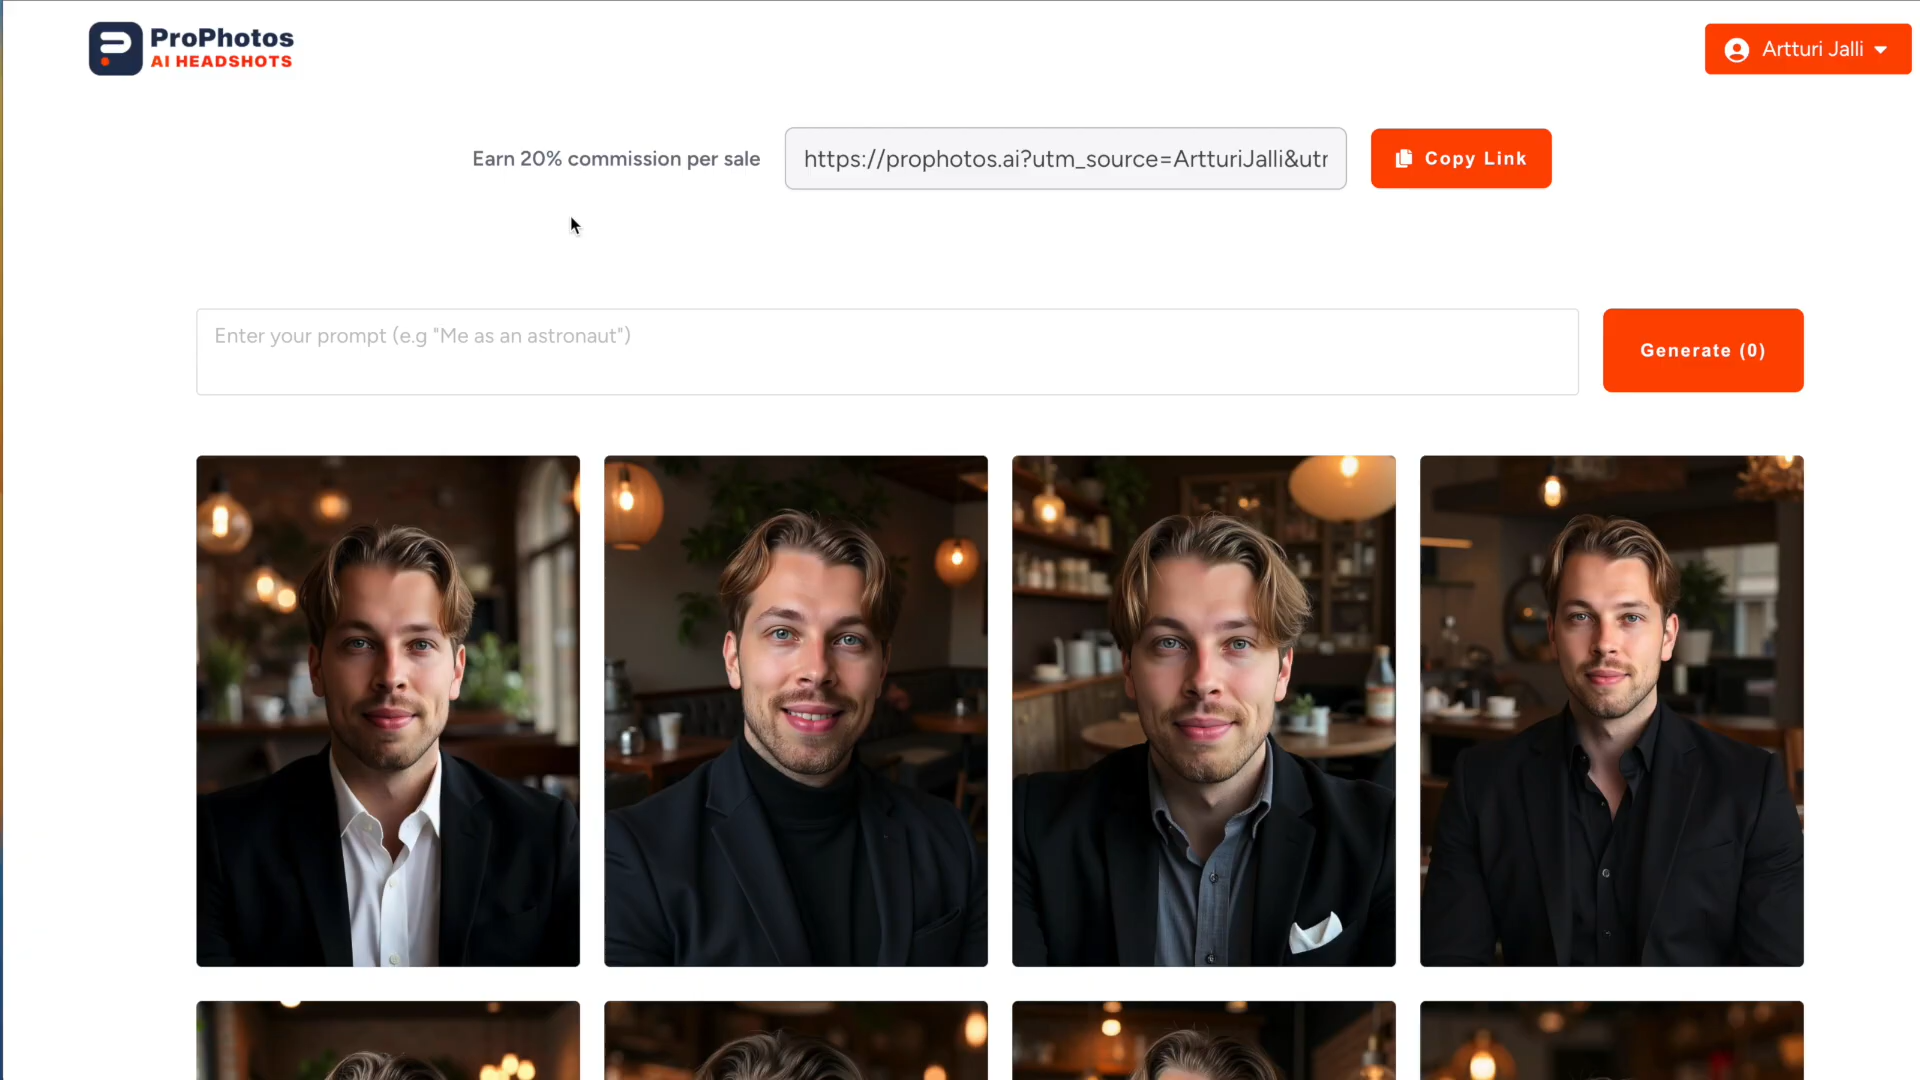 ProPhotos
AI HEADSHOTS
Artturi Jalli
Earn 20% commission per sale
https://prophotos.ai?utm_source=ArtturiJalli&utr
Copy Link
Enter your prompt (e.g "Me as an astronaut")
Generate (0)